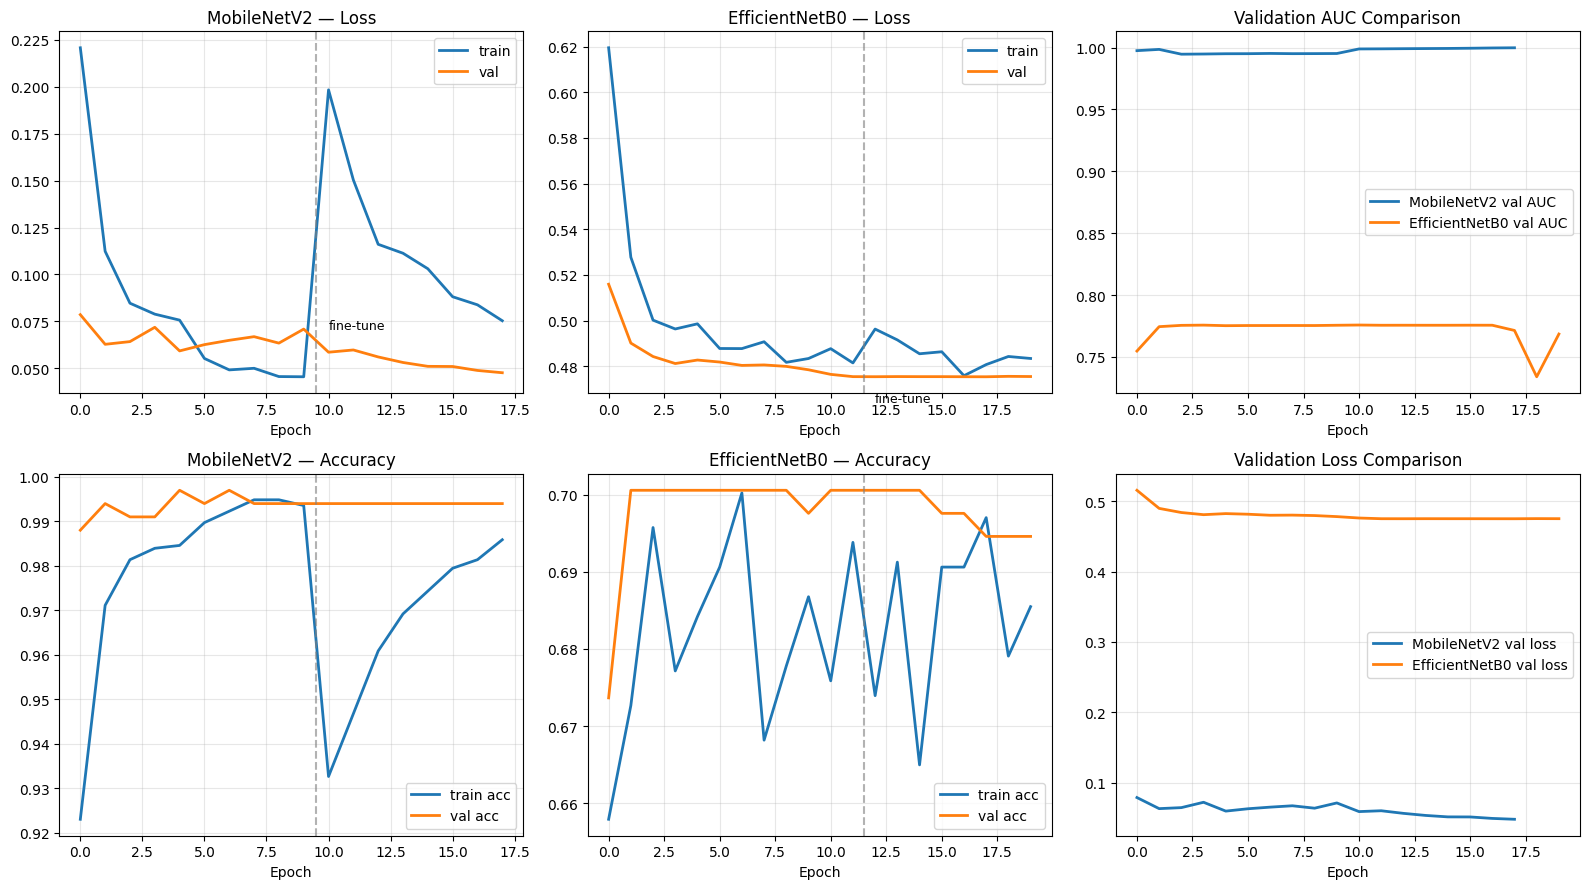 MobileNetV2 — Loss
0.225
0.200
0.175
0.150
0.125
0.100
0.075
0.050
train
val
fine-tune
0.0 2.5 5.0 7.5 10.0 12.5 15.0 17.5
Epoch
EfficientNetB0 — Loss
0.62
0.60
0.58
0.56
0.54
0.52
0.50
0.48
train
val
fine-tune
0.0 2.5 5.0 7.5 10.0 12.5 15.0 17.5
Epoch
Validation AUC Comparison
1.00
0.95
0.90
0.85
0.80
0.75
MobileNetV2 val AUC
EfficientNetB0 val AUC
0.0 2.5 5.0 7.5 10.0 12.5 15.0 17.5
Epoch
MobileNetV2 — Accuracy
1.00
0.99
0.98
0.97
0.96
0.95
0.94
0.93
0.92
train acc
val acc
0.0 2.5 5.0 7.5 10.0 12.5 15.0 17.5
Epoch
EfficientNetB0 — Accuracy
0.70
0.69
0.68
0.67
0.66
train acc
val acc
0.0 2.5 5.0 7.5 10.0 12.5 15.0 17.5
Epoch
Validation Loss Comparison
0.5
0.4
0.3
0.2
0.1
MobileNetV2 val loss
EfficientNetB0 val loss
0.0 2.5 5.0 7.5 10.0 12.5 15.0 17.5
Epoch